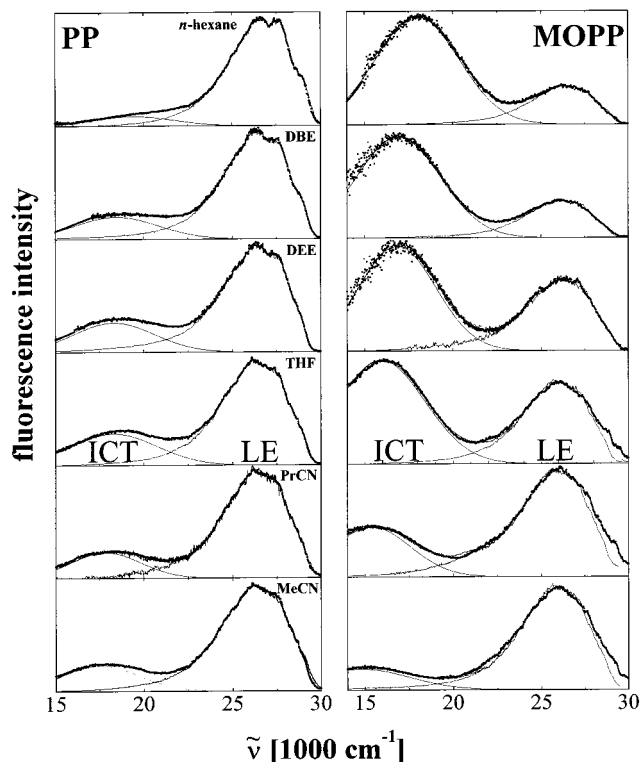 PP
n-hexane
MOPP
DBE
DEE
THF
ICT LE
ICT LE
PrCN
MeCN
15 20 25 30
15 20 25 30
fluorescence intensity
ṽ [1000 cm⁻¹]